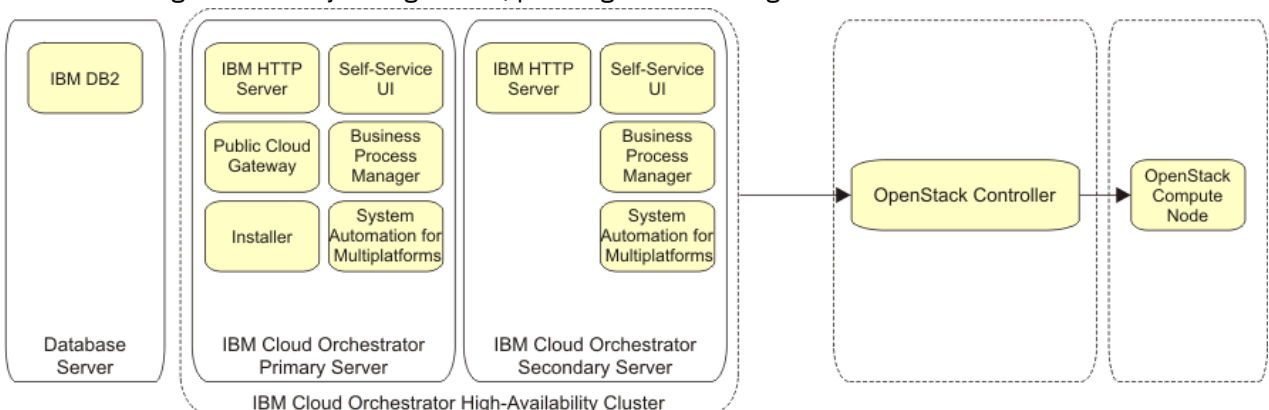 IBM DB2
Database
Server
IBM HTTP
Server
Self-Service
UI
Public Cloud
Gateway
Business
Process
Manager
Installer
System
Automation for
Multiplatforms
IBM Cloud Orchestrator
Primary Server
IBM HTTP
Server
Self-Service
UI
Business
Process
Manager
System
Automation for
Multiplatforms
IBM Cloud Orchestrator
Secondary Server
IBM Cloud Orchestrator High-Availability Cluster
OpenStack Controller
OpenStack
Compute
Node